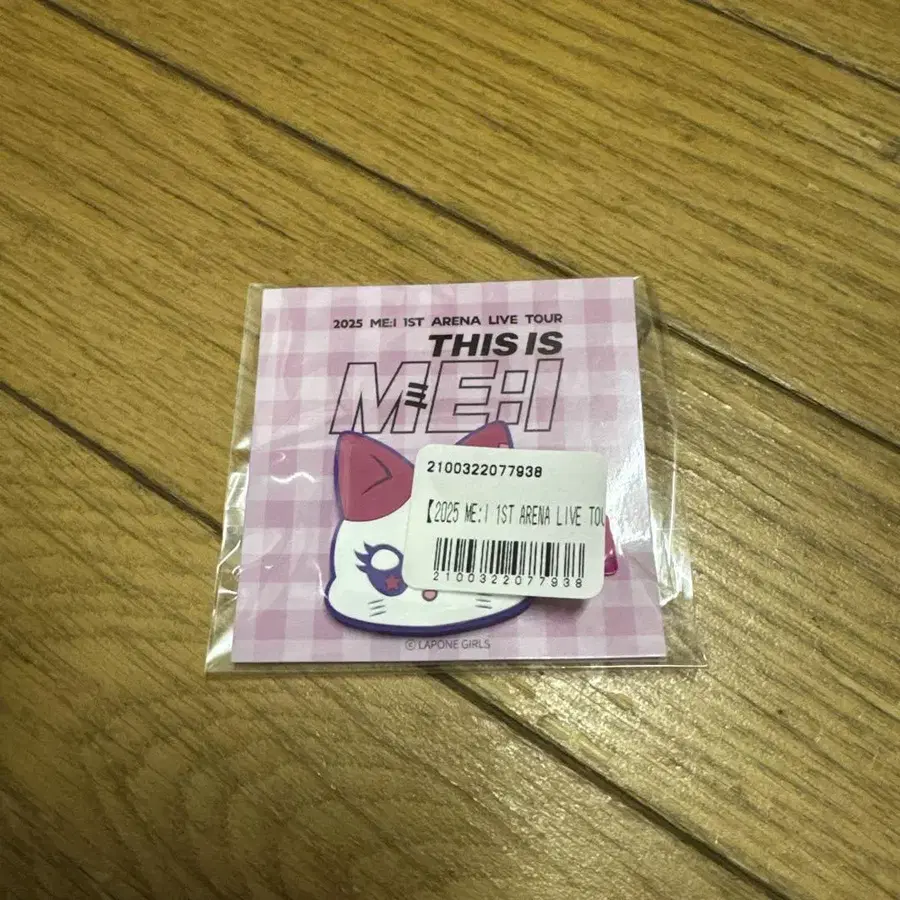 2025 ME:I 1ST ARENA LIVE TOUR
THIS IS
ME:I
2100322077938
【2025 ME:I 1ST ARENA LIVE TOU
2100322077938
© LAPONE GIRLS